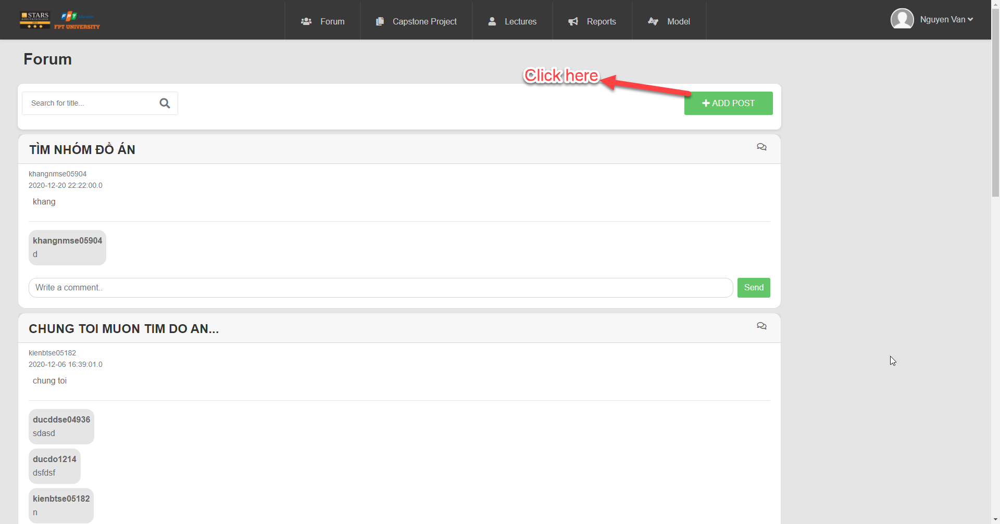 STARS
FPT Education
FPT UNIVERSITY
Forum
Capstone Project
Lectures
Reports
Model
Nguyen Van
Forum
Click here
Search for title...
ADD POST
TÌM NHÓM ĐỒ ÁN
khangnmse05904
2020-12-20 22:22:00.0
khang
khangnmse05904
d
Write a comment..
Send
CHUNG TOI MUON TIM DO AN...
kienbtse05182
2020-12-06 16:39:01.0
chung toi
ducddse04936
sdasd
ducdo1214
dsfdsf
kienbtse05182
n